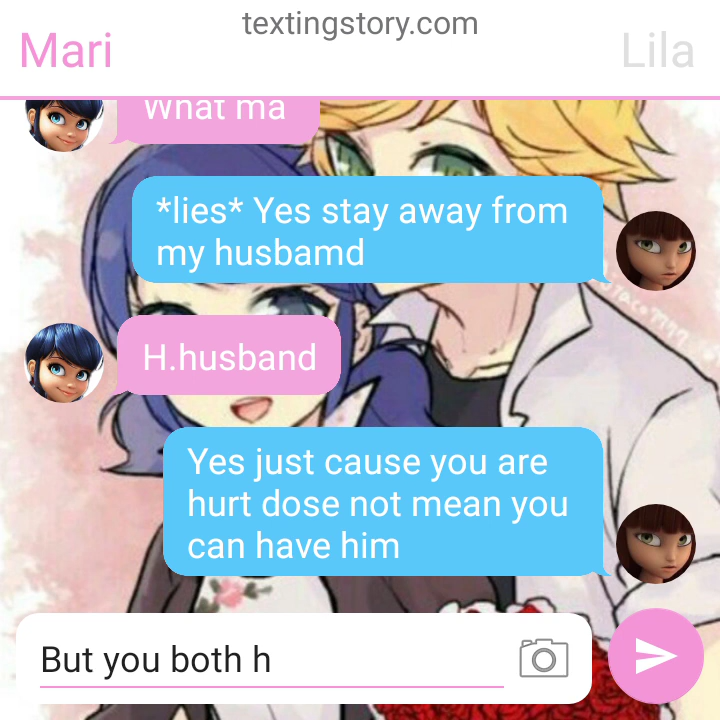 textingstory.com
Mari
Lila
What ma
*lies* Yes stay away from
my husbamd
H.husband
Yes just cause you are
hurt dose not mean you
can have him
But you both h